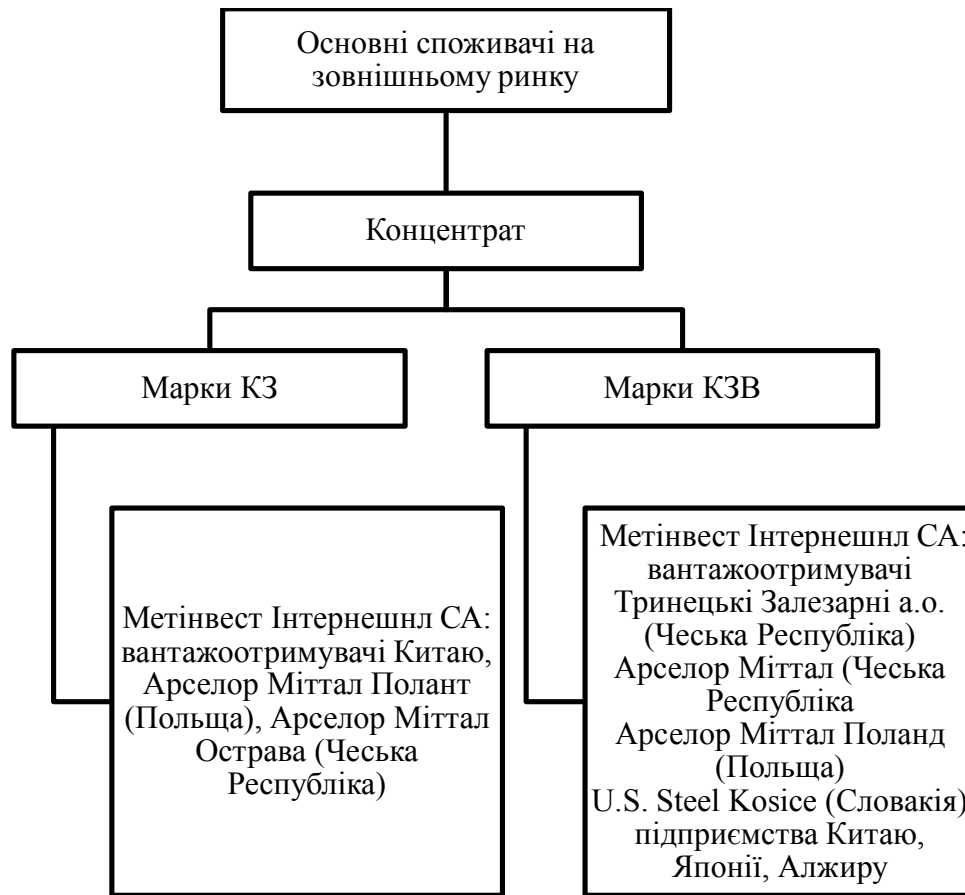 Основні споживачі на
зовнішньому ринку
Концентрат
Марки КЗ
Марки КЗВ
Метінвест Інтернешнл СА:
вантажоотримувачі Китаю,
Арселор Міттал Полант
(Польща), Арселор Міттал
Острава (Чеська
Республіка)
Метінвест Інтернешнл СА:
вантажоотримувачі
Тринецькі Залезарні а.о.
(Чеська Республіка)
Арселор Міттал (Чеська
Республіка
Арселор Міттал Поланд
(Польща)
U.S. Steel Kosice (Словакія)
підприємства Китаю,
Японії, Алжиру